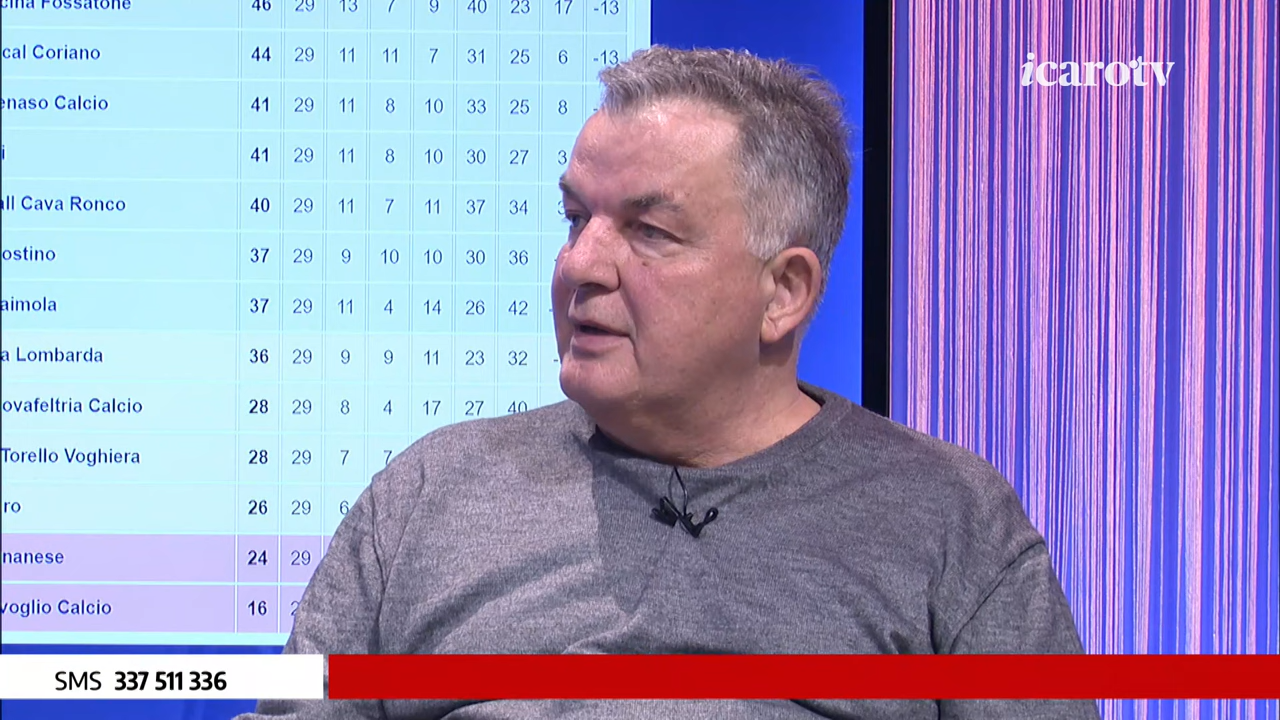 cina Fossatone 46 29 13 7 9 40 23 17 -13
cal Coriano 44 29 11 11 7 31 25 6 -13
enaso Calcio 41 29 11 8 10 33 25 8
i 41 29 11 8 10 30 27 3
all Cava Ronco 40 29 11 7 11 37 34
ostino 37 29 9 10 10 30 36
aimola 37 29 11 4 14 26 42
a Lombarda 36 29 9 9 11 23 32
ovafeltria Calcio 28 29 8 4 17 27 40
Torello Voghiera 28 29 7 7
ro 26 29 6
nanese 24 29
voglio Calcio 16
icarotv
SMS 337 511 336